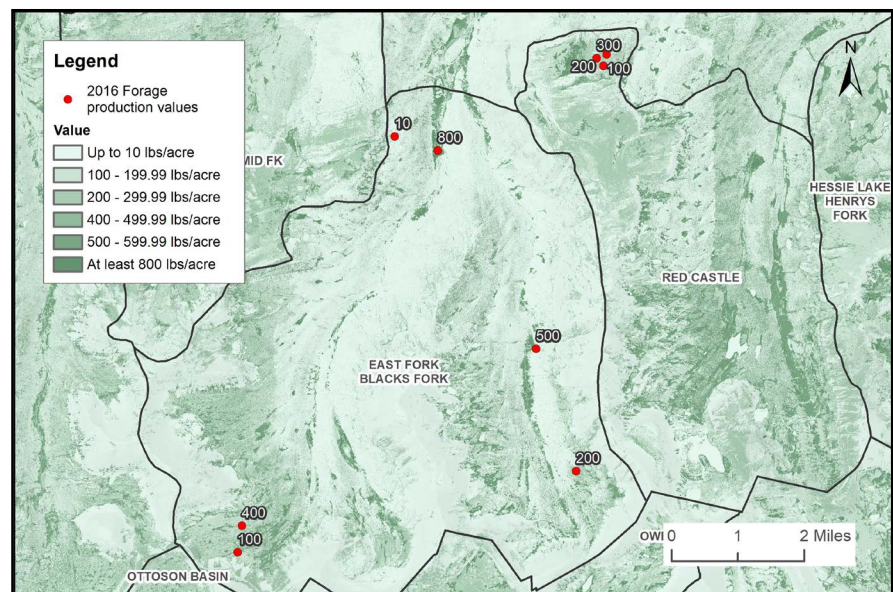 Legend
2016 Forage
production values
Value
Up to 10 lbs/acre
100 - 199.99 lbs/acre
200 - 299.99 lbs/acre
400 - 499.99 lbs/acre
500 - 599.99 lbs/acre
At least 800 lbs/acre
MID FK
300
200
100
N
10
800
HESSIE LAKE
HENRYS
FORK
RED CASTLE
500
EAST FORK
BLACKS FORK
200
400
100
OTTOSON BASIN
OWI
0 1 2 Miles